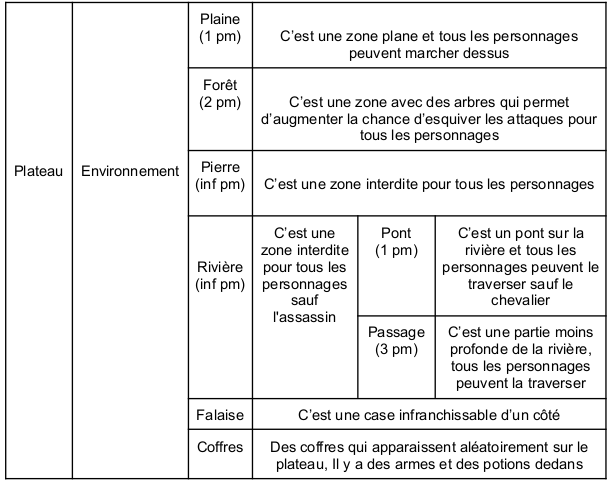 Plateau
Environnement
Plaine
(1 pm)
C'est une zone plane et tous les personnages
peuvent marcher dessus
Forêt
(2 pm)
C'est une zone avec des arbres qui permet
d'augmenter la chance d'esquiver les attaques pour
tous les personnages
Pierre
(inf pm)
C'est une zone interdite pour tous les personnages
Rivière
(inf pm)
C'est une
zone interdite
pour tous les
personnages
sauf
l'assassin
Pont
(1 pm)
C'est un pont sur la
rivière et tous les
personnages peuvent le
traverser sauf le
chevalier
Passage
(3 pm)
C'est une partie moins
profonde de la rivière,
tous les personnages
peuvent la traverser
Falaise
C'est une case infranchissable d'un côté
Coffres
Des coffres qui apparaissent aléatoirement sur le
plateau, Il y a des armes et des potions dedans